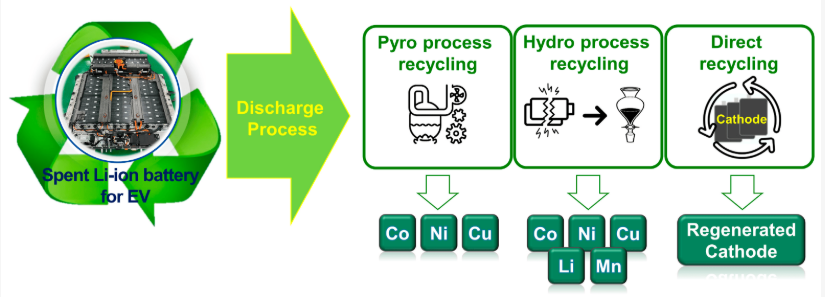 Spent Li-ion battery
for EV
Discharge
Process
Pyro process
recycling
Hydro process
recycling
Direct
recycling
Cathode
Co Ni Cu
Co Ni Cu
Li Mn
Regenerated
Cathode